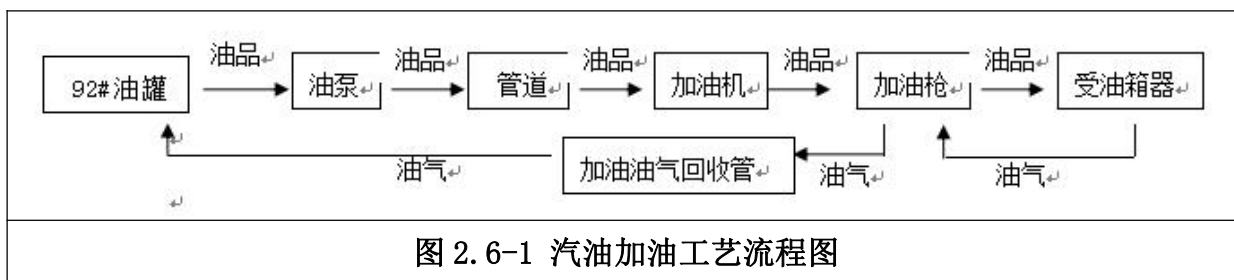 油品 油品 油品 油品 油品
92#油罐 油泵 管道 加油机 加油枪 受油箱器
油气 加油油气回收管 油气 油气
图 2.6-1 汽油加油工艺流程图